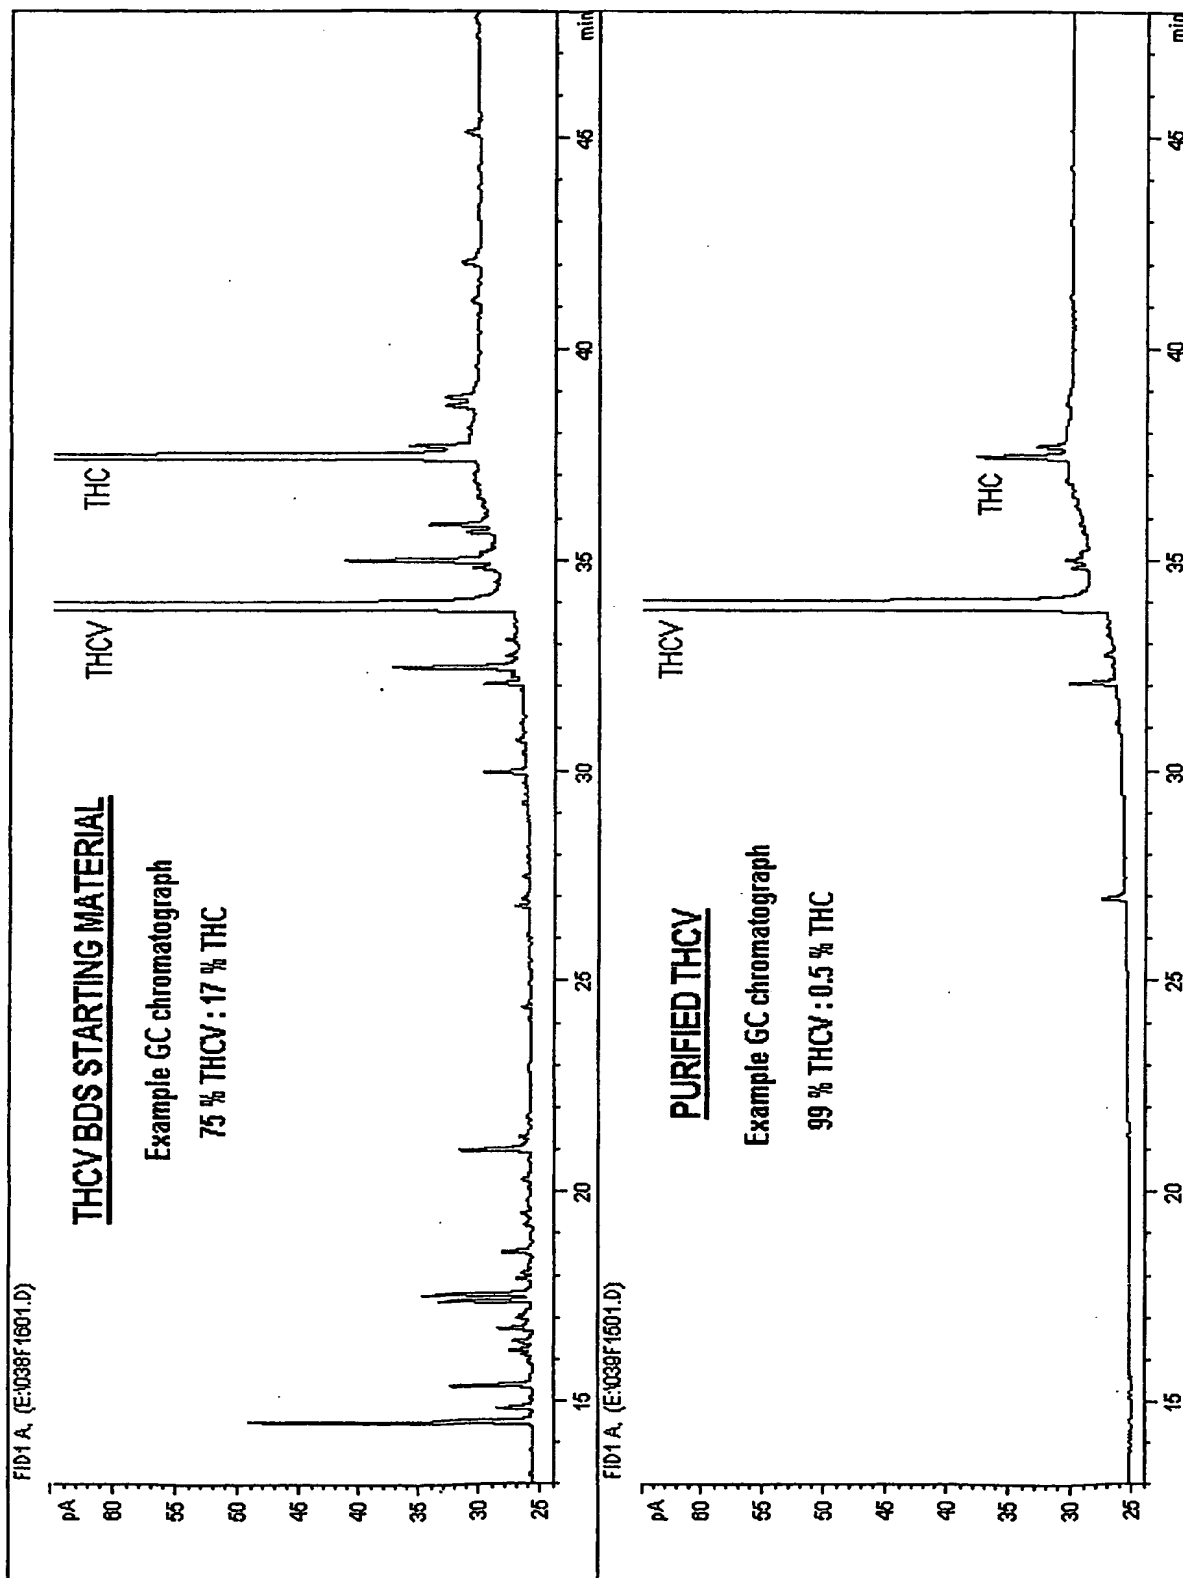 FID1 A, (E:\038F1601.D)
pA
60
55
50
45
40
35
30
25
THCV BDS STARTING MATERIAL
Example GC chromatograph
75 % THCV : 17 % THC
THCV
THC
15
20
25
30
35
40
45
min
FID1 A, (E:\039F1501.D)
pA
60
55
50
45
40
35
30
25
PURIFIED THCV
Example GC chromatograph
99 % THCV : 0.5 % THC
THCV
THC
15
20
25
30
35
40
45
min